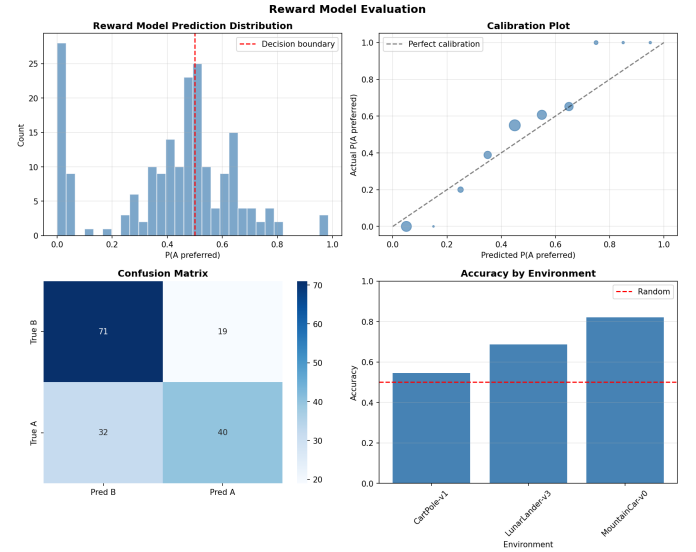 Reward Model Evaluation
Reward Model Prediction Distribution
Decision boundary
Count
0
5
10
15
20
25
0.0 0.2 0.4 0.6 0.8 1.0
P(A preferred)
Calibration Plot
Perfect calibration
Actual P(A preferred)
1.0
0.8
0.6
0.4
0.2
0.0
0.0 0.2 0.4 0.6 0.8 1.0
Predicted P(A preferred)
Confusion Matrix
True B
71 19
True A
32 40
Pred B Pred A
70
60
50
40
30
20
Accuracy by Environment
Random
Accuracy
1.0
0.8
0.6
0.4
0.2
0.0
CartPole-v1
LunarLander-v3
MountainCar-v0
Environment